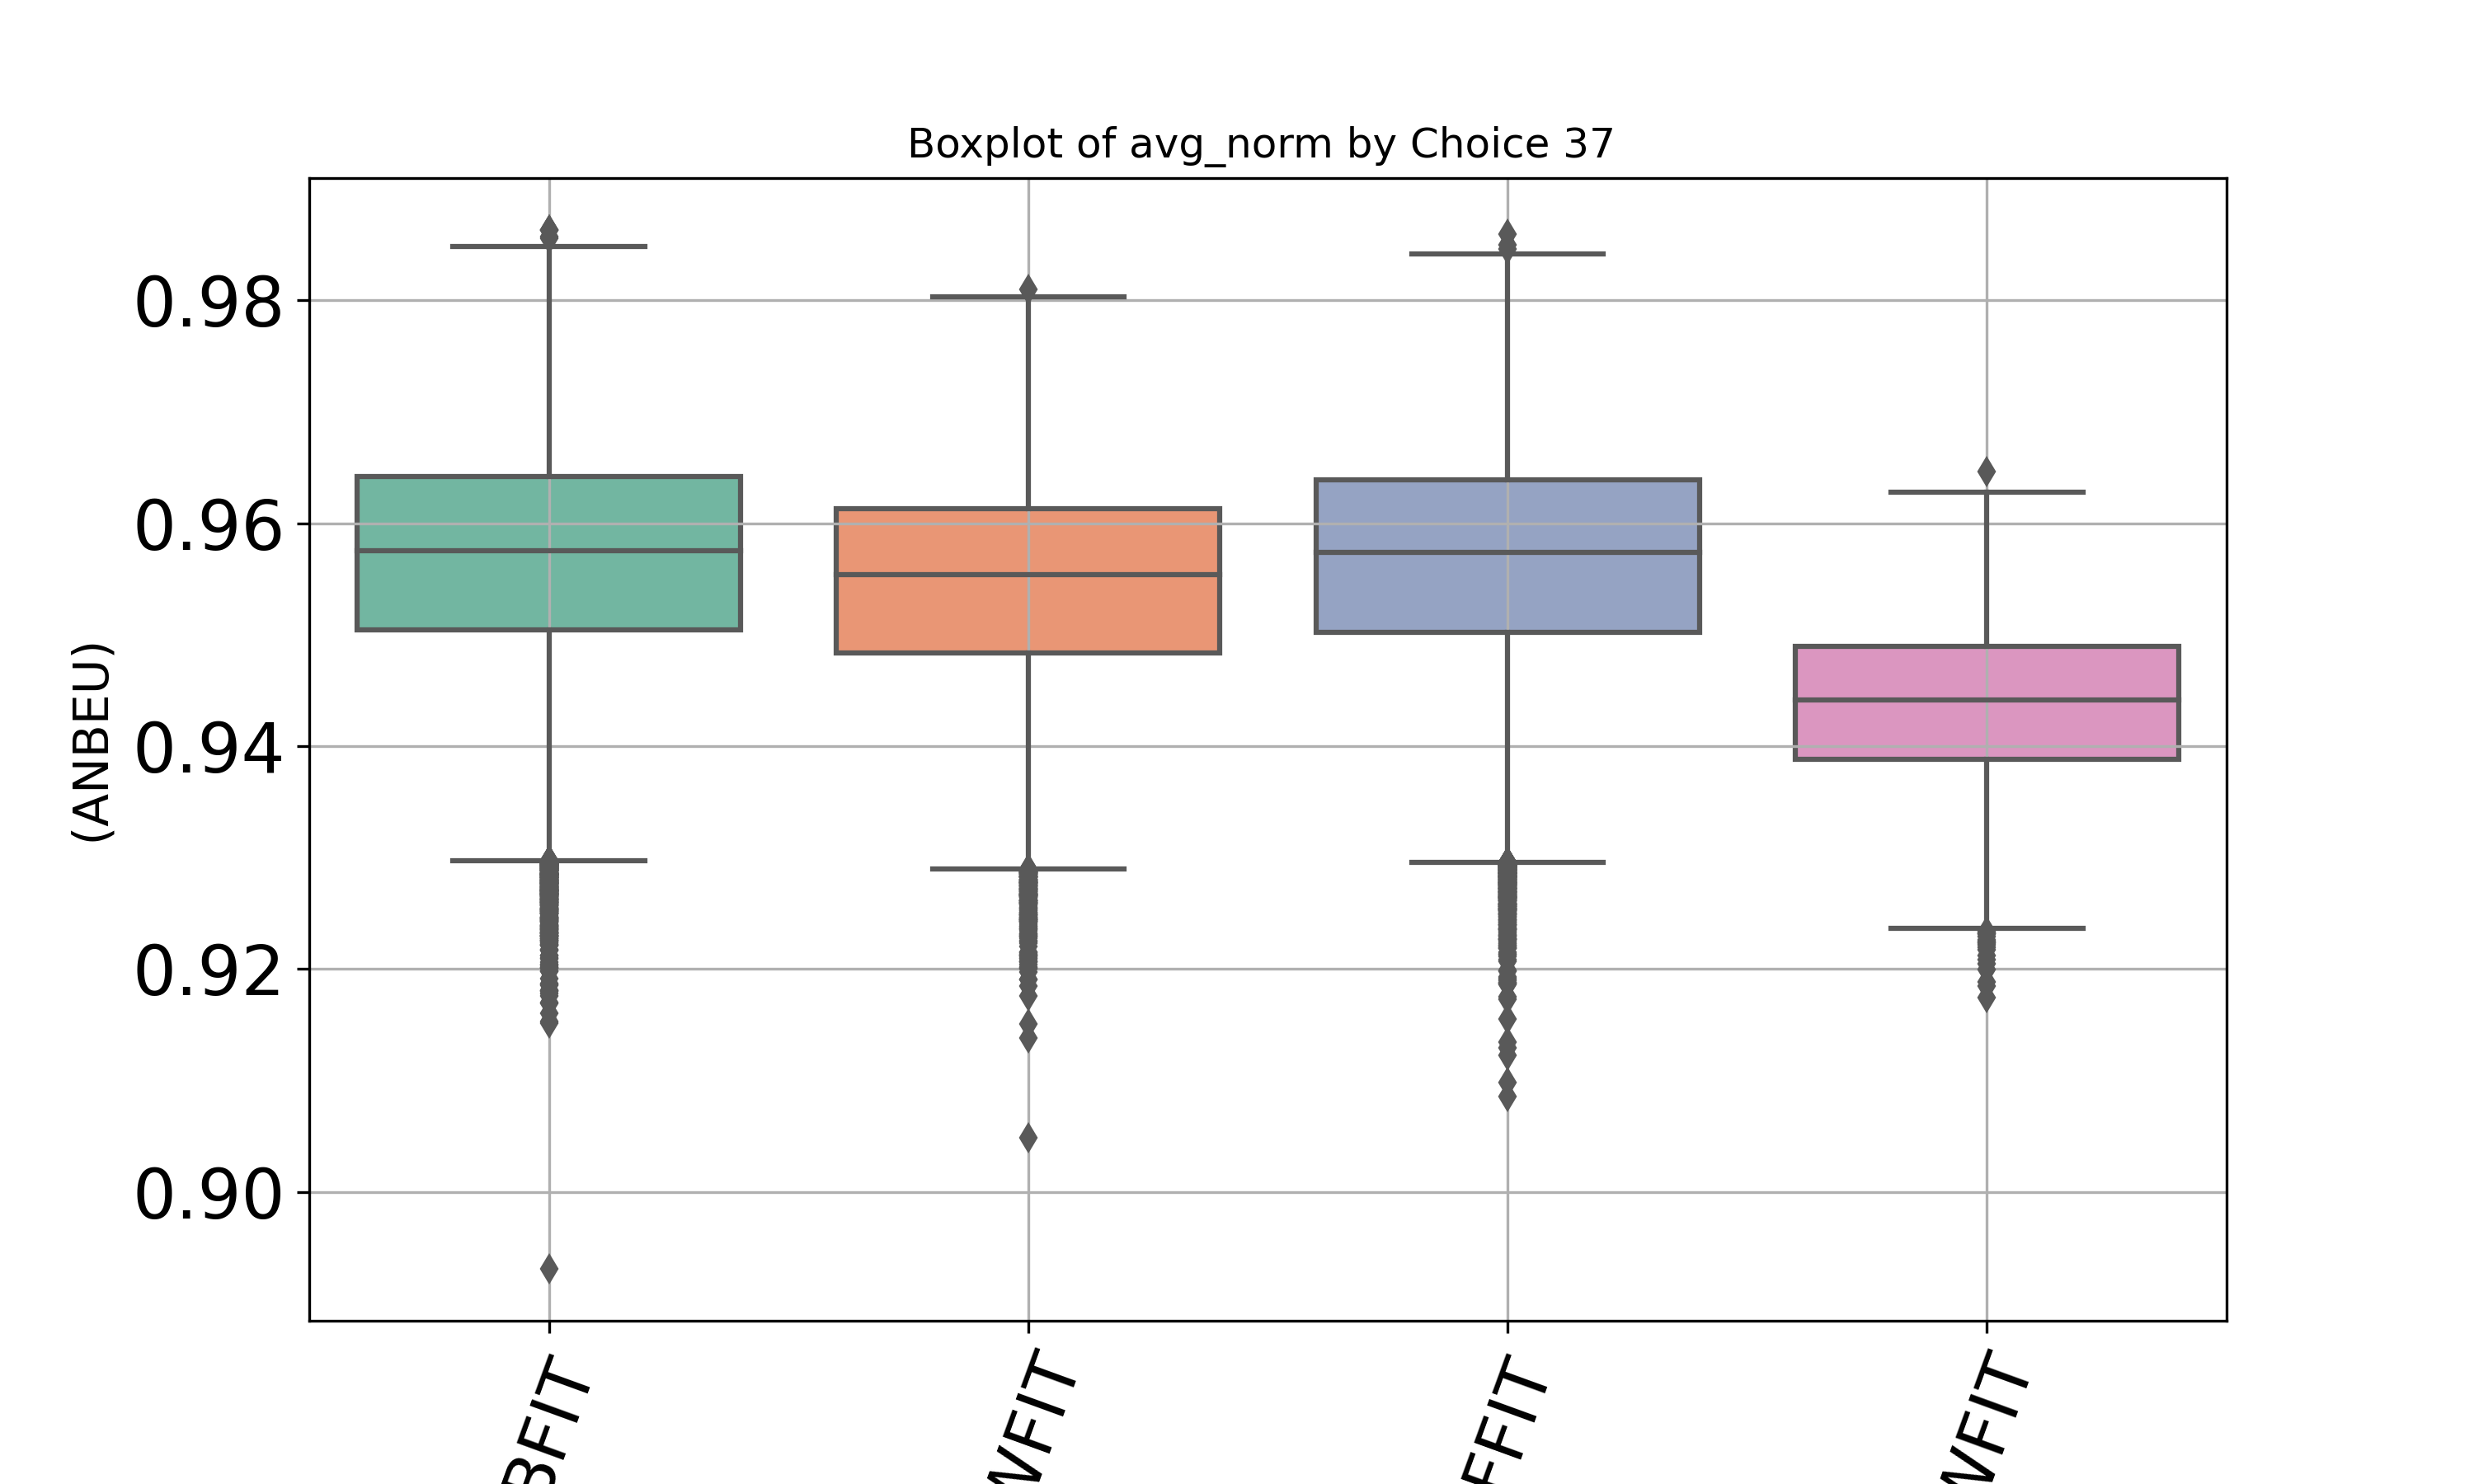 Boxplot of avg_norm by Choice 37
(ANBEU)
0.98
0.96
0.94
0.92
0.90
BFIT
WFIT
FFIT
WFIT